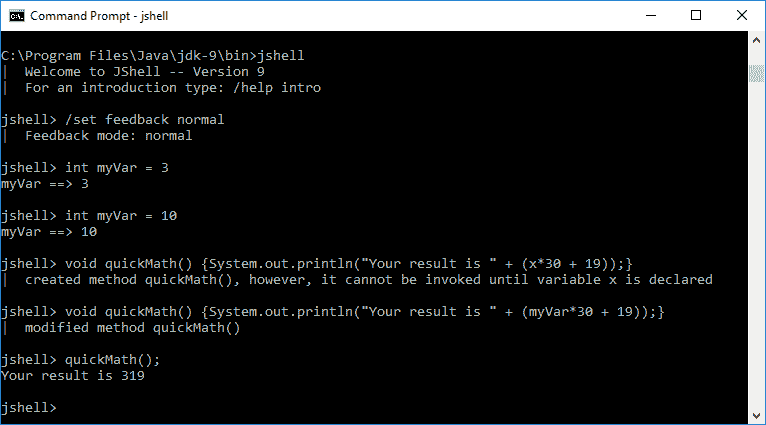 Command Prompt - jshell
C:\Program Files\Java\jdk-9\bin>jshell
|  Welcome to JShell -- Version 9
|  For an introduction type: /help intro
jshell> /set feedback normal
|  Feedback mode: normal
jshell> int myVar = 3
myVar ==> 3
jshell> int myVar = 10
myVar ==> 10
jshell> void quickMath() {System.out.println("Your result is " + (x*30 + 19));}
|  created method quickMath(), however, it cannot be invoked until variable x is declared
jshell> void quickMath() {System.out.println("Your result is " + (myVar*30 + 19));}
|  modified method quickMath()
jshell> quickMath();
Your result is 319
jshell>